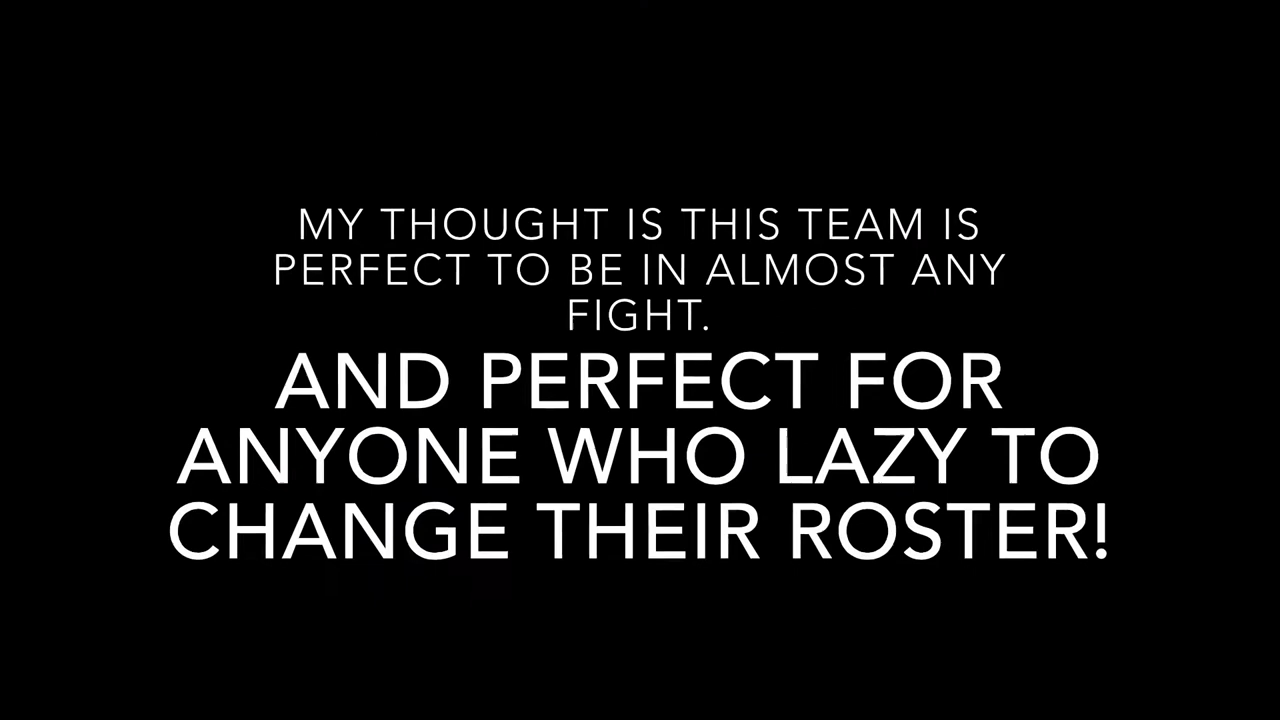 MY THOUGHT IS THIS TEAM IS
PERFECT TO BE IN ALMOST ANY
FIGHT.
AND PERFECT FOR
ANYONE WHO LAZY TO
CHANGE THEIR ROSTER!